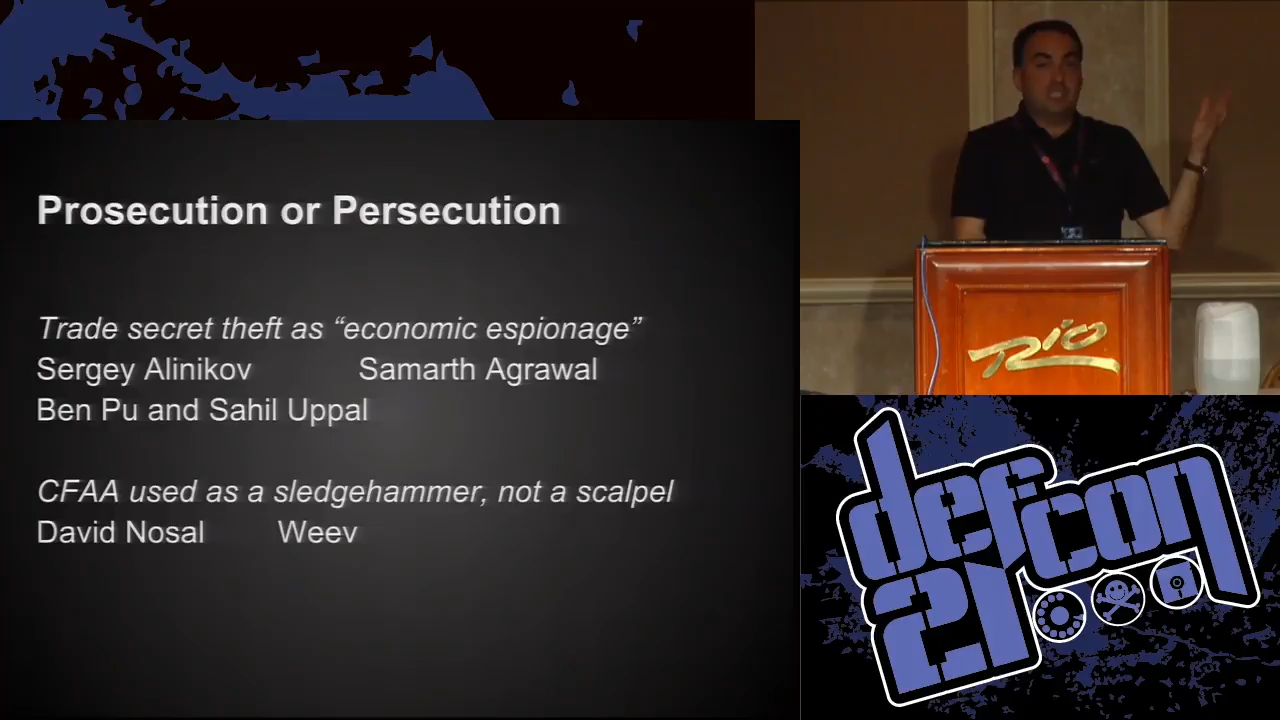 Prosecution or Persecution
Trade secret theft as “economic espionage”
Sergey Alinikov Samarth Agrawal
Ben Pu and Sahil Uppal
CFAA used as a sledgehammer, not a scalpel
David Nosal Weev
Rio
defcon
21